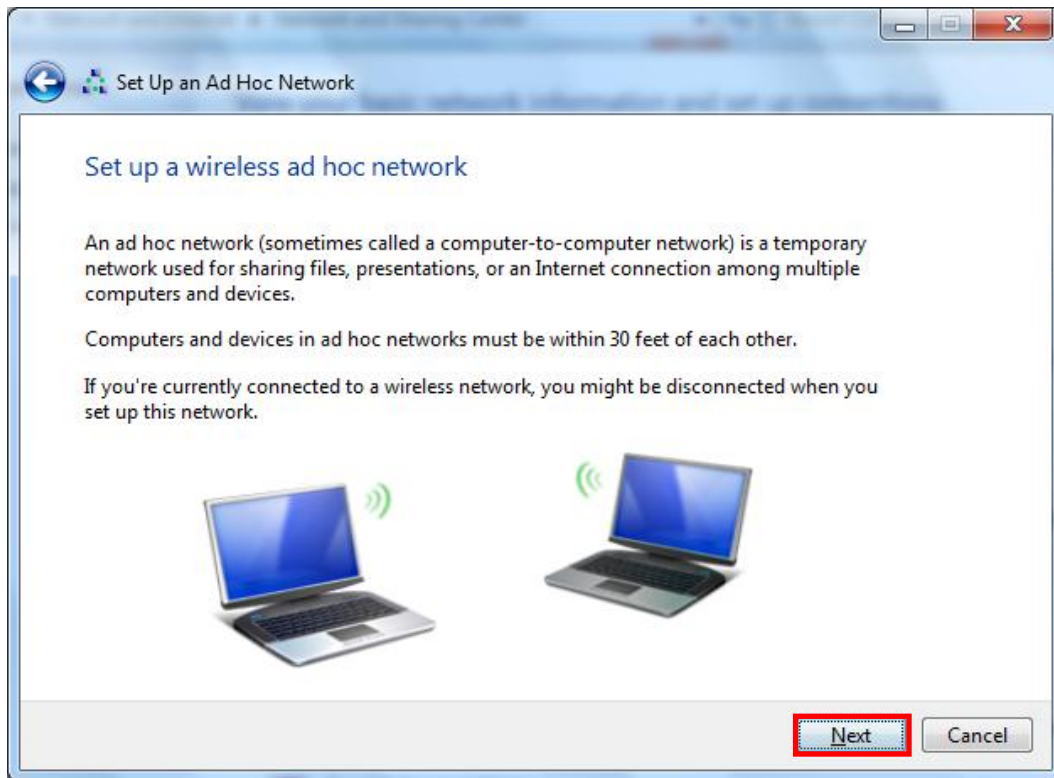 Set Up an Ad Hoc Network
Set up a wireless ad hoc network
An ad hoc network (sometimes called a computer-to-computer network) is a temporary
network used for sharing files, presentations, or an Internet connection among multiple
computers and devices.
Computers and devices in ad hoc networks must be within 30 feet of each other.
If you're currently connected to a wireless network, you might be disconnected when you
set up this network.
Next
Cancel